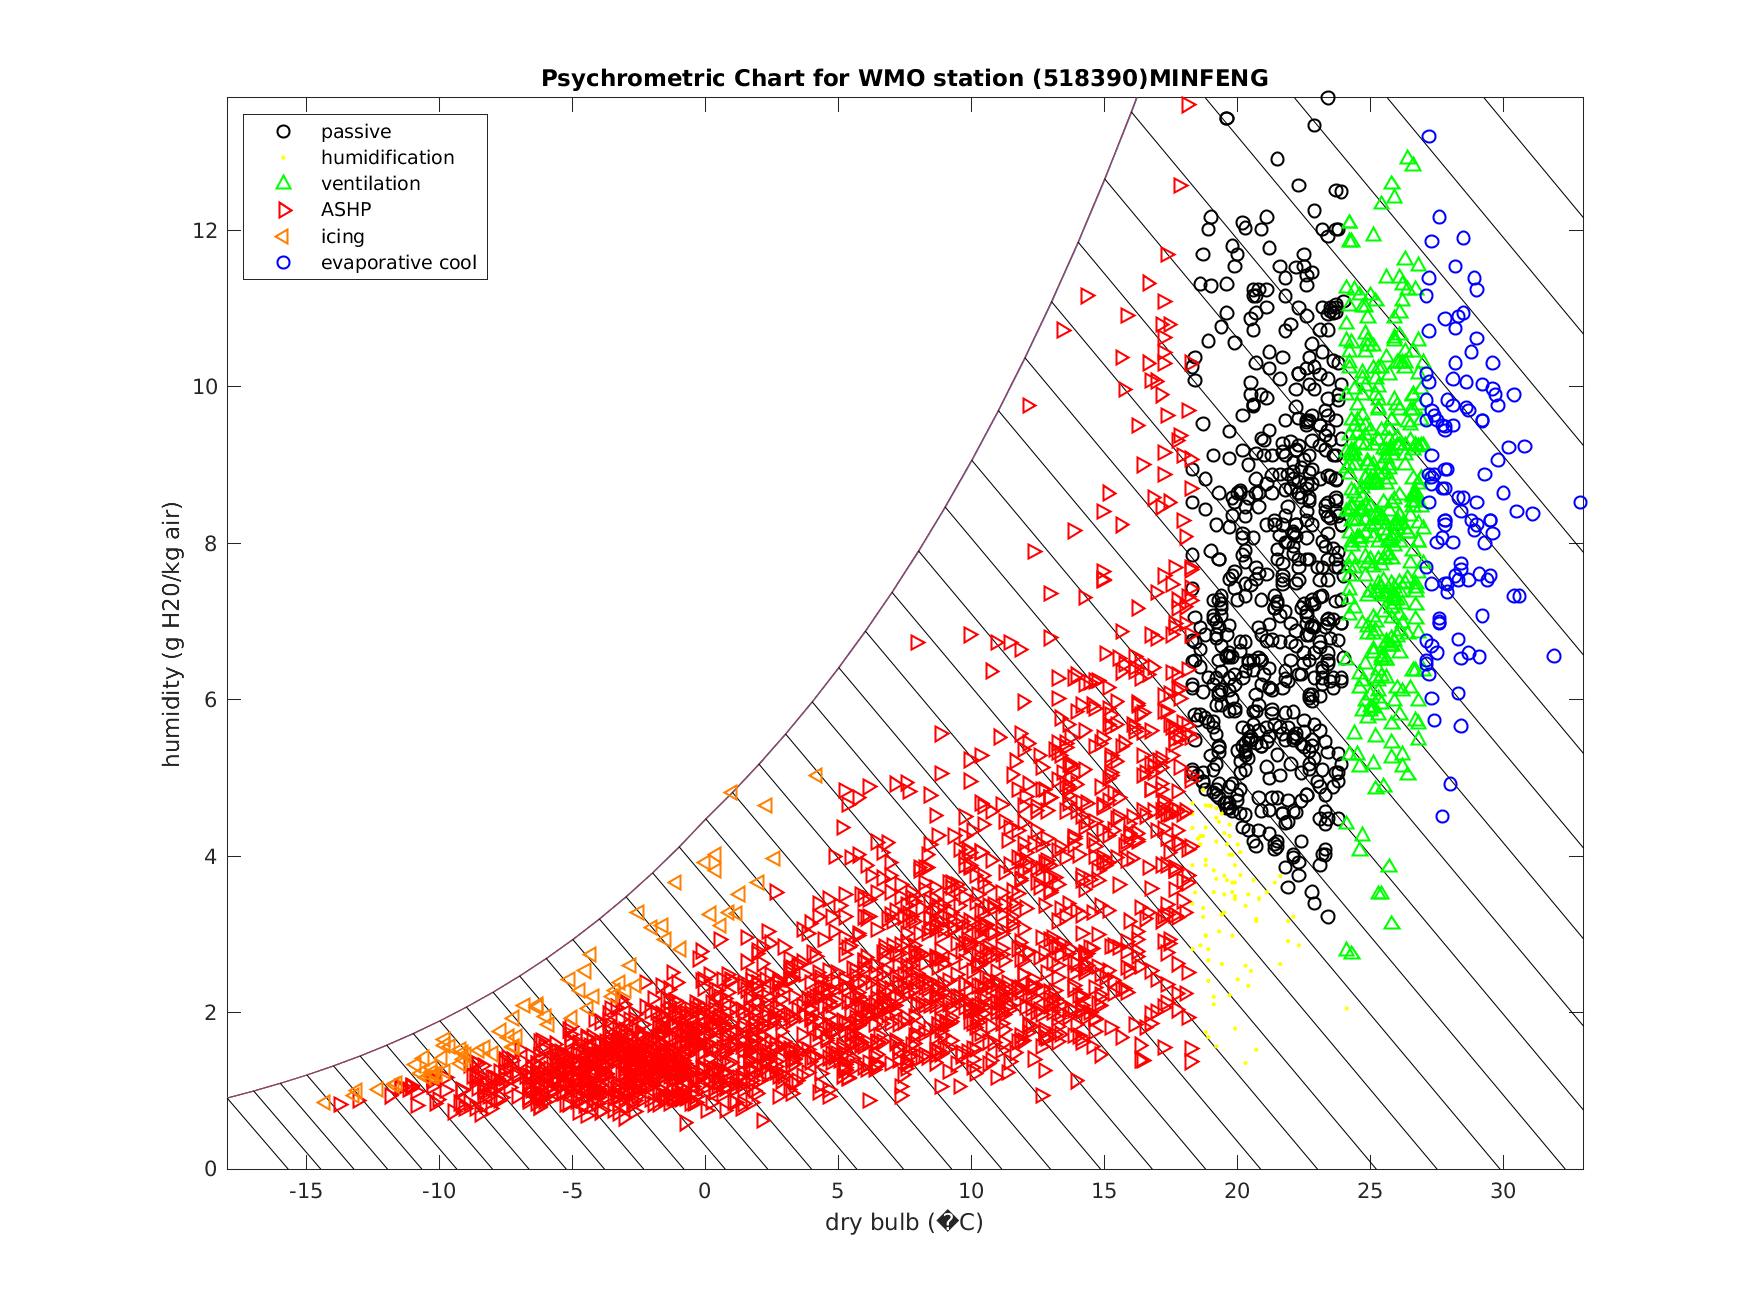 Psychrometric Chart for WMO station (518390)MINFENG
passive
humidification
ventilation
ASHP
icing
evaporative cool
humidity (g H20/kg air)
12
10
8
6
4
2
0
-15 -10 -5 0 5 10 15 20 25 30
dry bulb (�C)